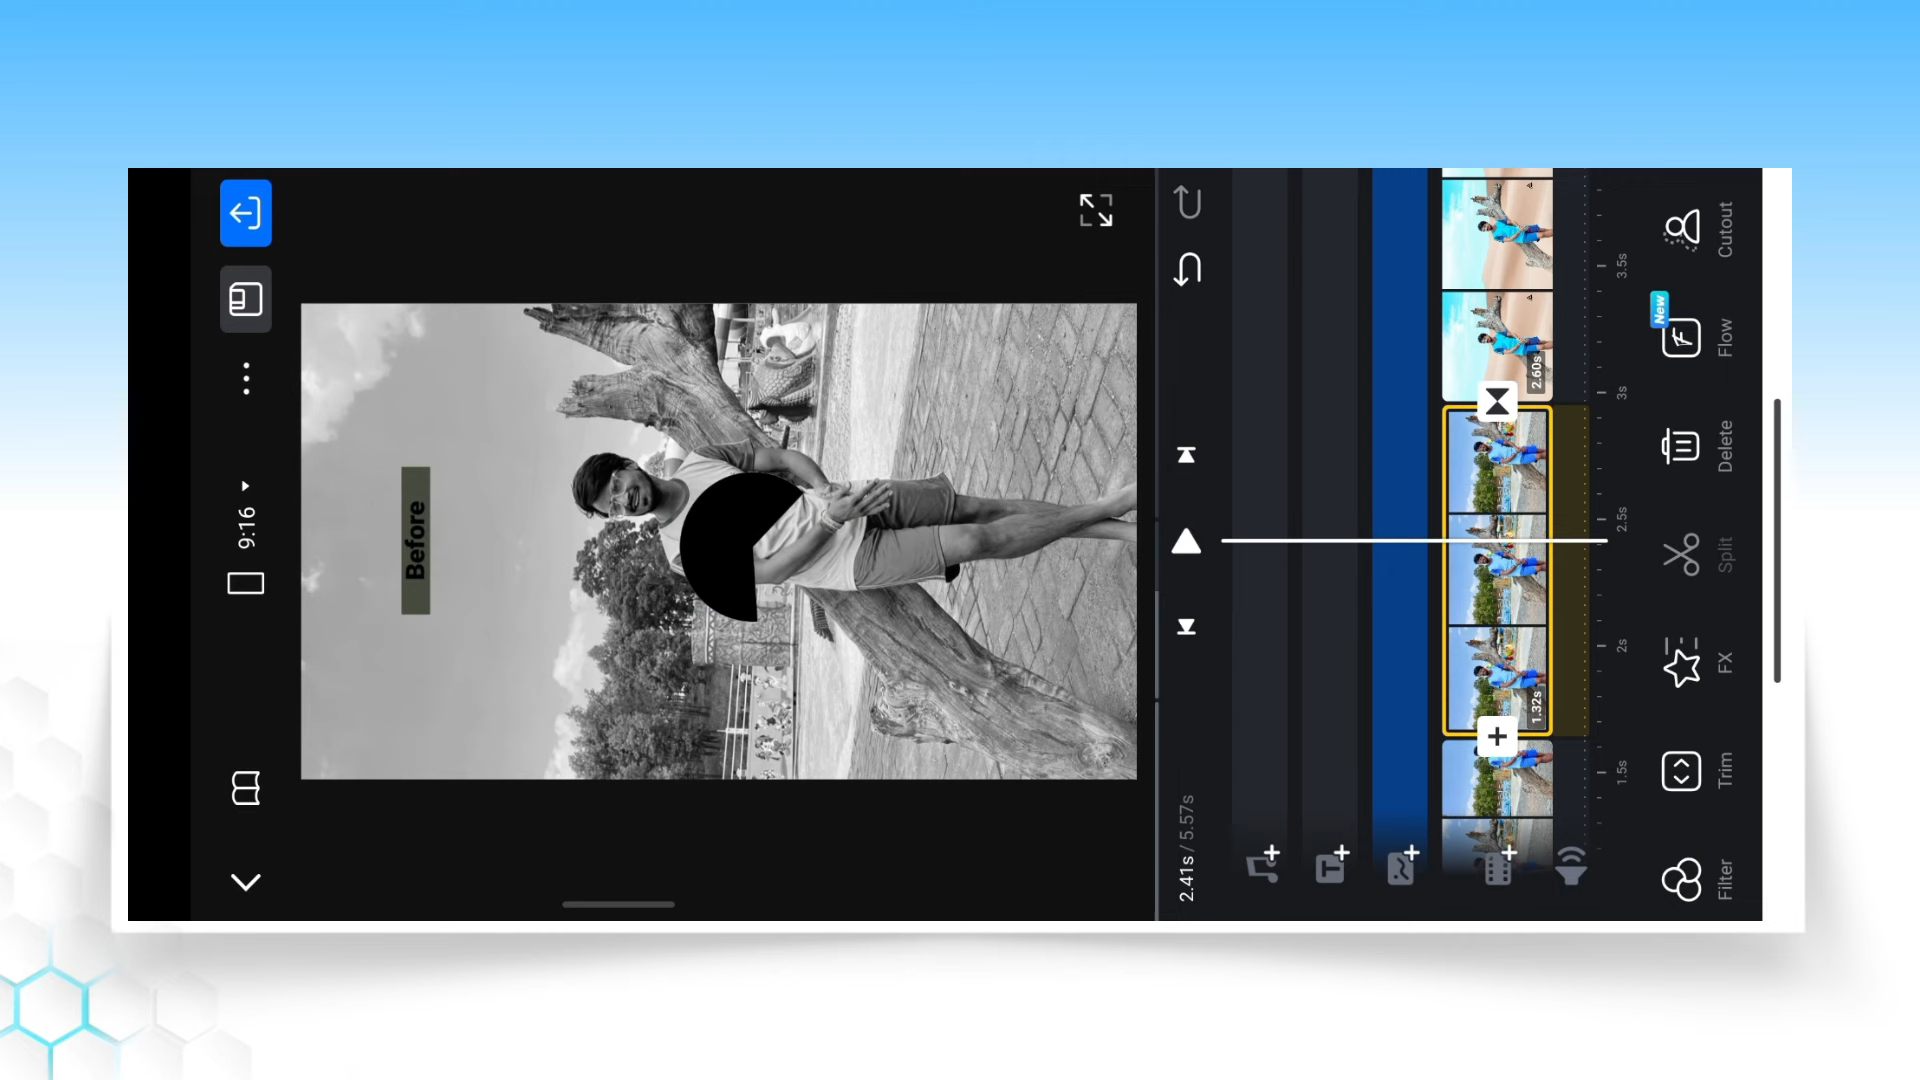 9:16
Before
2.41s / 5.57s
1.32s
2.60s
1.5s
2s
2.5s
3s
3.5s
Filter
Trim
FX
Split
Delete
Flow
New
Cutout